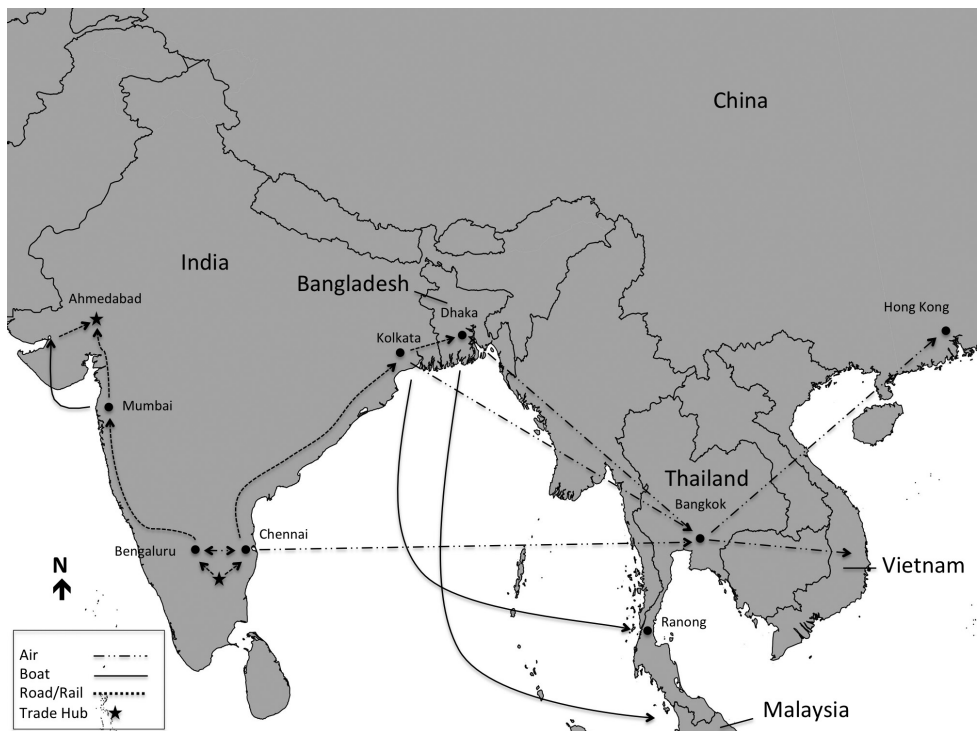 China
India
Bangladesh
Ahmedabad
Dhaka
Hong Kong
Kolkata
Mumbai
Thailand
Bangkok
Chennai
Bengaluru
N
Vietnam
Ranong
Air
Boat
Road/Rail
Trade Hub
Malaysia